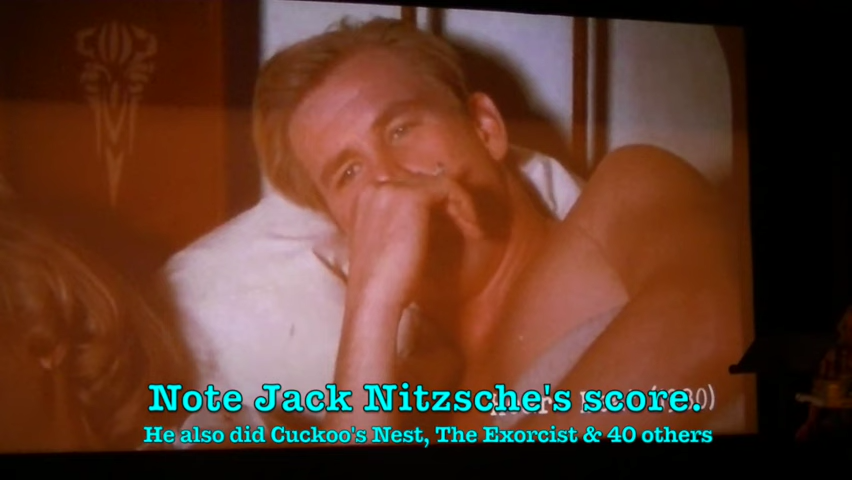 Note Jack Nitzsche's score.
He also did Cuckoo's Nest, The Exorcist & 40 others